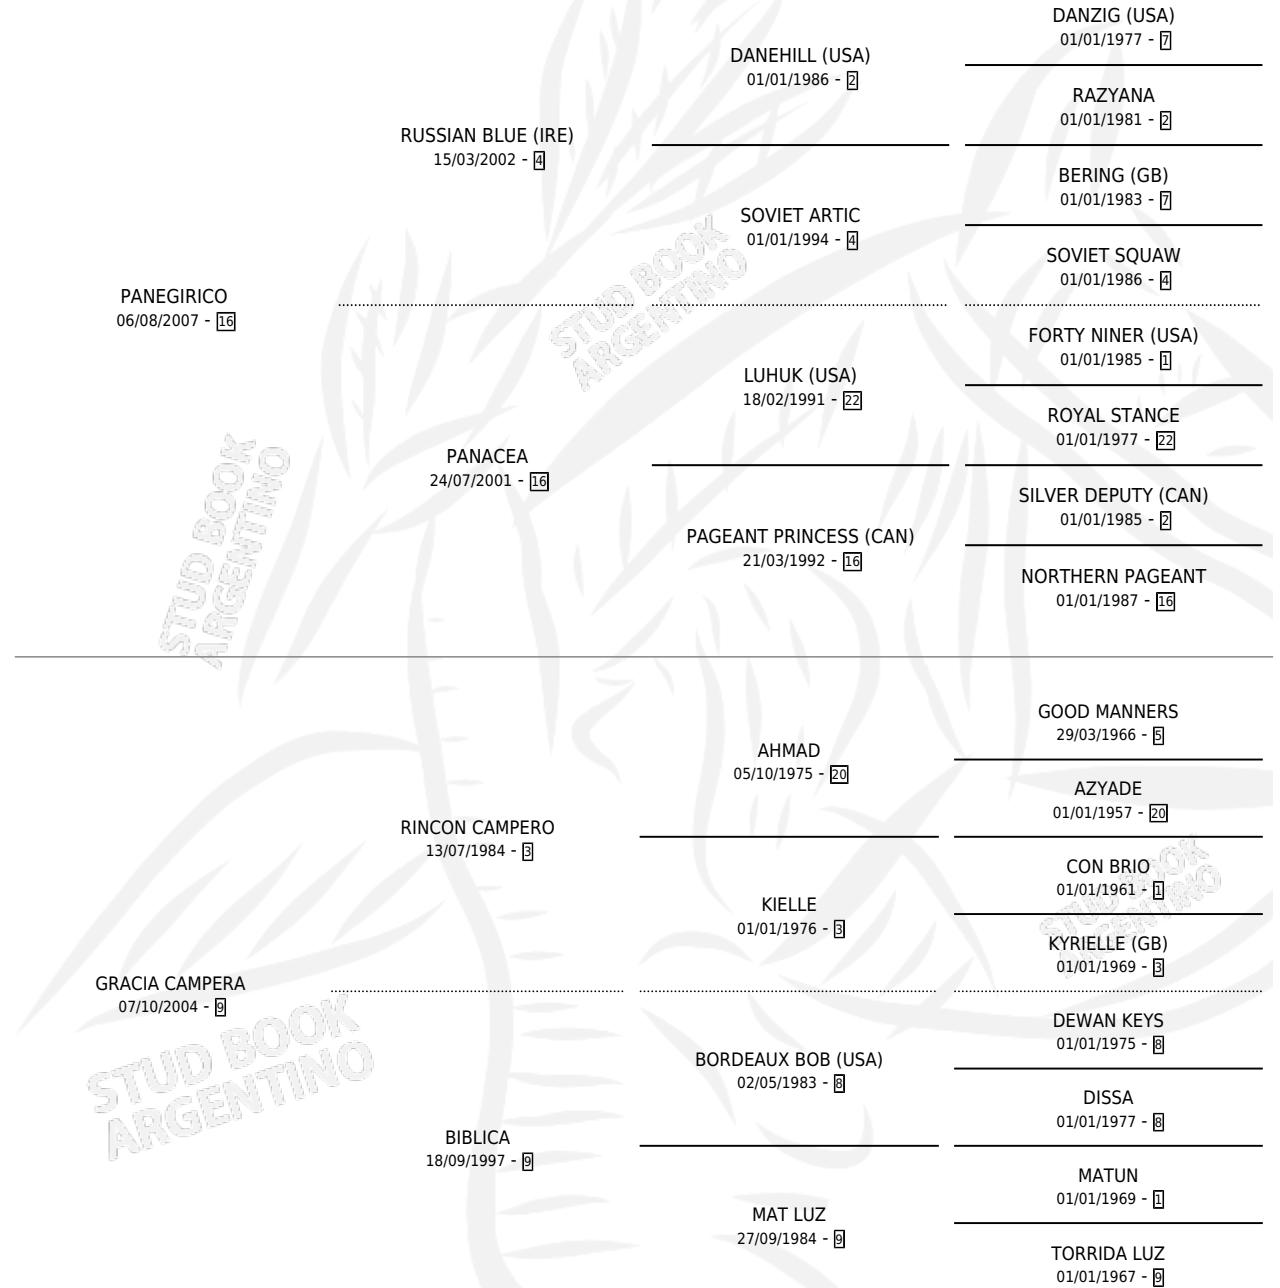 DANZIG (USA)
01/01/1977 - 7
DANEHILL (USA)
01/01/1986 - 2
RAZYANA
01/01/1981 - 2
RUSSIAN BLUE (IRE)
15/03/2002 - 4
BERING (GB)
01/01/1983 - 7
SOVIET ARTIC
01/01/1994 - 4
SOVIET SQUAW
01/01/1986 - 4
PANEGIRICO
06/08/2007 - 16
FORTY NINER (USA)
01/01/1985 - 1
LUHUK (USA)
18/02/1991 - 22
ROYAL STANCE
01/01/1977 - 22
PANACEA
24/07/2001 - 16
SILVER DEPUTY (CAN)
01/01/1985 - 2
PAGEANT PRINCESS (CAN)
21/03/1992 - 16
NORTHERN PAGEANT
01/01/1987 - 16
GOOD MANNERS
29/03/1966 - 5
AHMAD
05/10/1975 - 20
AZYADE
01/01/1957 - 20
RINCON CAMPERO
13/07/1984 - 3
CON BRIO
01/01/1961 - 1
KIELLE
01/01/1976 - 3
KYRIELLE (GB)
01/01/1969 - 3
GRACIA CAMPERA
07/10/2004 - 9
DEWAN KEYS
01/01/1975 - 8
BORDEAUX BOB (USA)
02/05/1983 - 8
DISSA
01/01/1977 - 8
BIBLICA
18/09/1997 - 9
MATUN
01/01/1969 - 1
MAT LUZ
27/09/1984 - 9
TORRIDA LUZ
01/01/1967 - 9
STUD BOOK
ARGENTINO
STUD BOOK
ARGENTINO
STUD BOOK
ARGENTINO
STUD BOOK
ARGENTINO